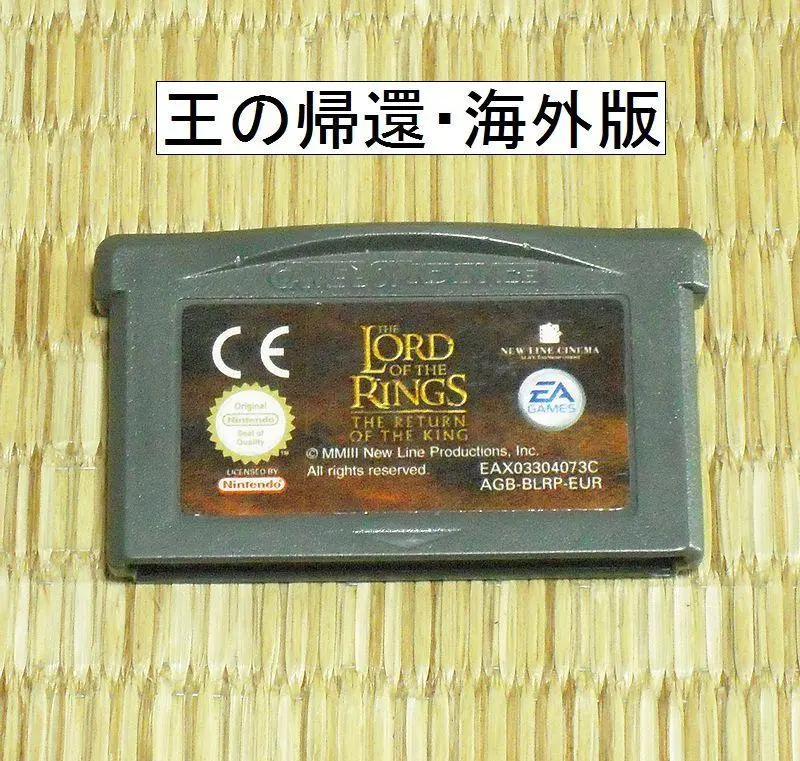 王の帰還・海外版
GAME BOY ADVANCE
CE
THE
LORD
OF THE
RINGS
THE RETURN
OF THE KING
NEW LINE CINEMA
EA
GAMES
Original
Nintendo
Seal of
Quality
TM
LICENSED BY
Nintendo
© MMIII New Line Productions, Inc.
All rights reserved.
EAX03304073C
AGB-BLRP-EUR